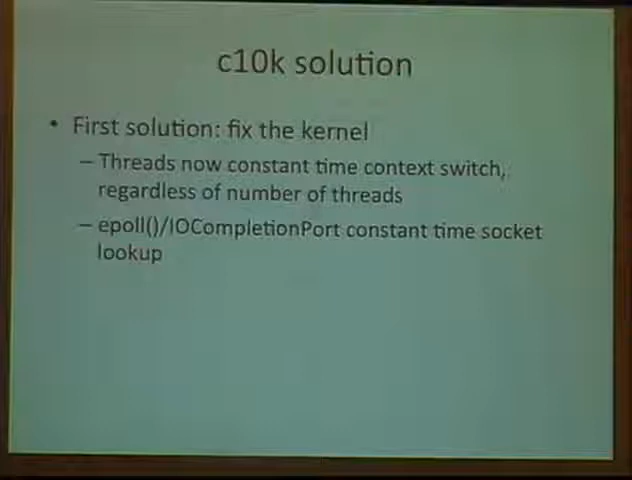 c10k solution
• First solution: fix the kernel
– Threads now constant time context switch,
regardless of number of threads
– epoll()/IOCompletionPort constant time socket
lookup